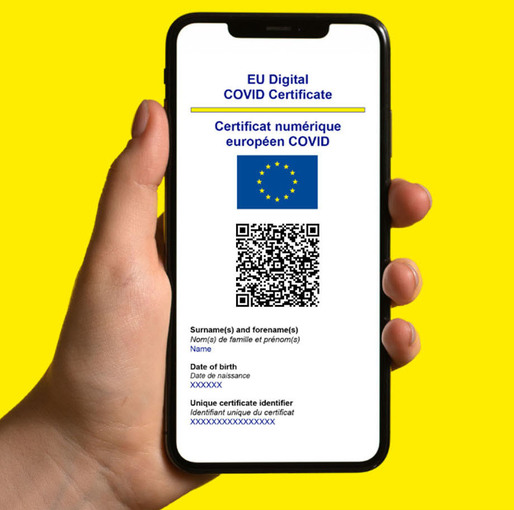 EU Digital
COVID Certificate
Certificat numérique
européen COVID
Surname(s) and forename(s)
Nom(s) de famille et prénom(s)
Name
Date of birth
Date de naissance
XXXXXX
Unique certificate identifier
Identifiant unique du certificat
XXXXXXXXXXXXXXXX